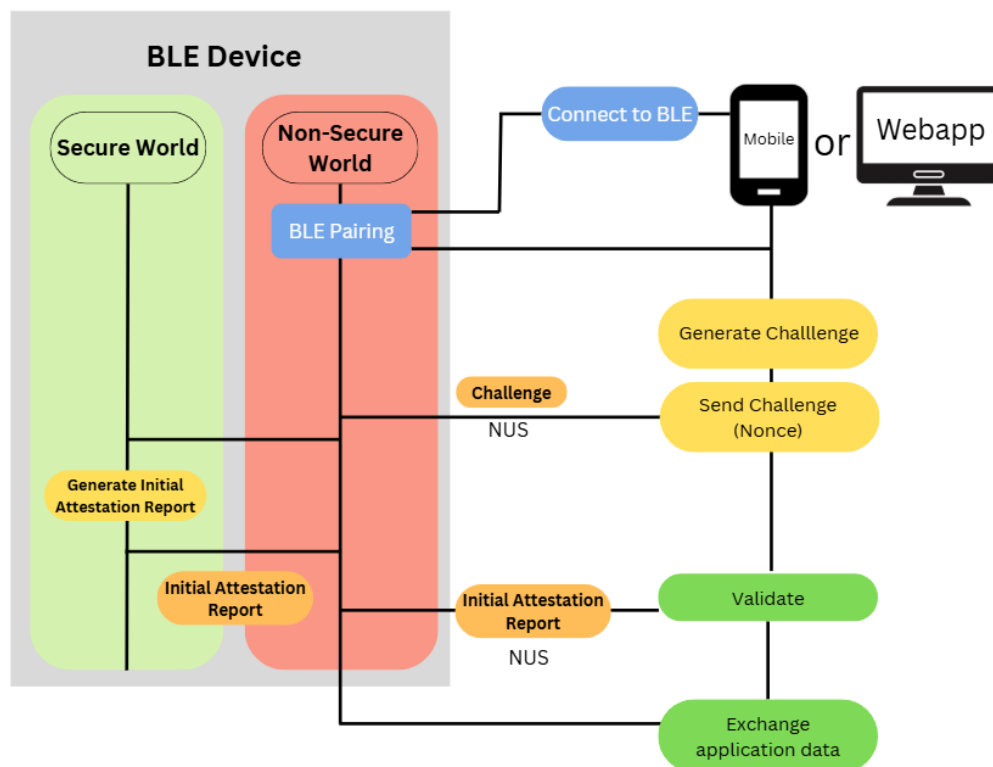 BLE Device
Secure World
Non-Secure
World
Connect to BLE
Mobile
or
Webapp
BLE Pairing
Generate Challlenge
Challenge
NUS
Send Challenge
(Nonce)
Generate Initial
Attestation Report
Initial Attestation
Report
Initial Attestation
Report
NUS
Validate
Exchange
application data